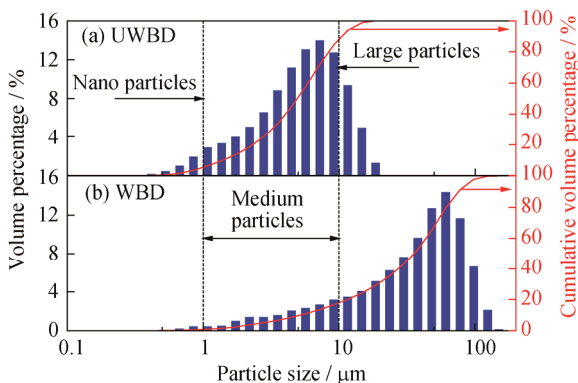 16
12
8
4
16
12
8
4
0
Volume percentage / %
(a) UWBD
Nano particles
Large particles
(b) WBD
Medium
particles
100
80
60
40
20
100
80
60
40
20
0
Cumulative volume percentage / %
0.1
1
10
100
Particle size / μm